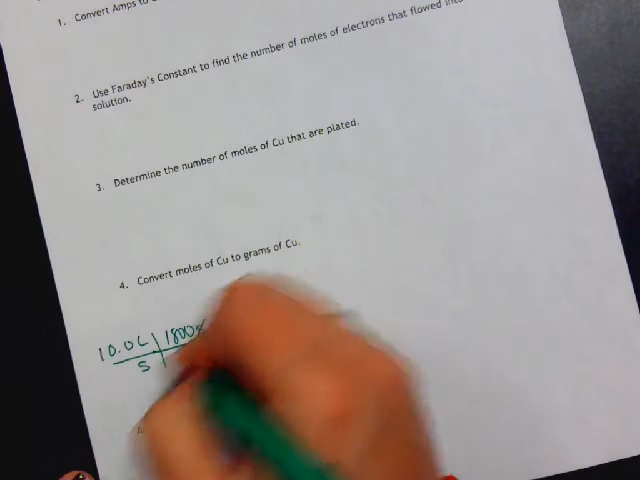 1. Convert Amps to
2. Use Faraday's Constant to find the number of moles of electrons that flowed into
solution.
3. Determine the number of moles of Cu that are plated.
4. Convert moles of Cu to grams of Cu.
10.0 C 1800
S